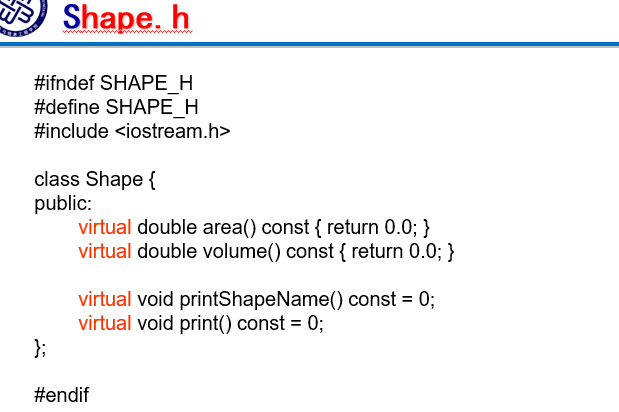 Shape. h
#ifndef SHAPE_H
#define SHAPE_H
#include <iostream.h>
class Shape {
public:
virtual double area() const { return 0.0; }
virtual double volume() const { return 0.0; }
virtual void printShapeName() const = 0;
virtual void print() const = 0;
};
#endif